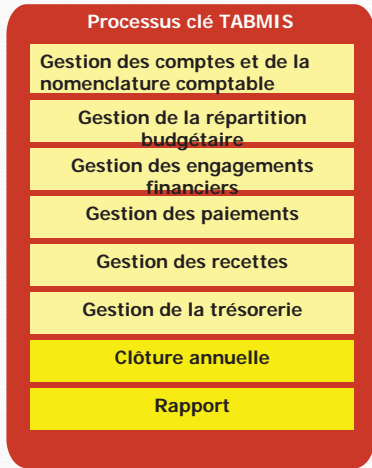 Processus clé TABMIS
Gestion des comptes et de la
nomenclature comptable
Gestion de la répartition
budgétaire
Gestion des engagements
financiers
Gestion des paiements
Gestion des recettes
Gestion de la trésorerie
Clôture annuelle
Rapport